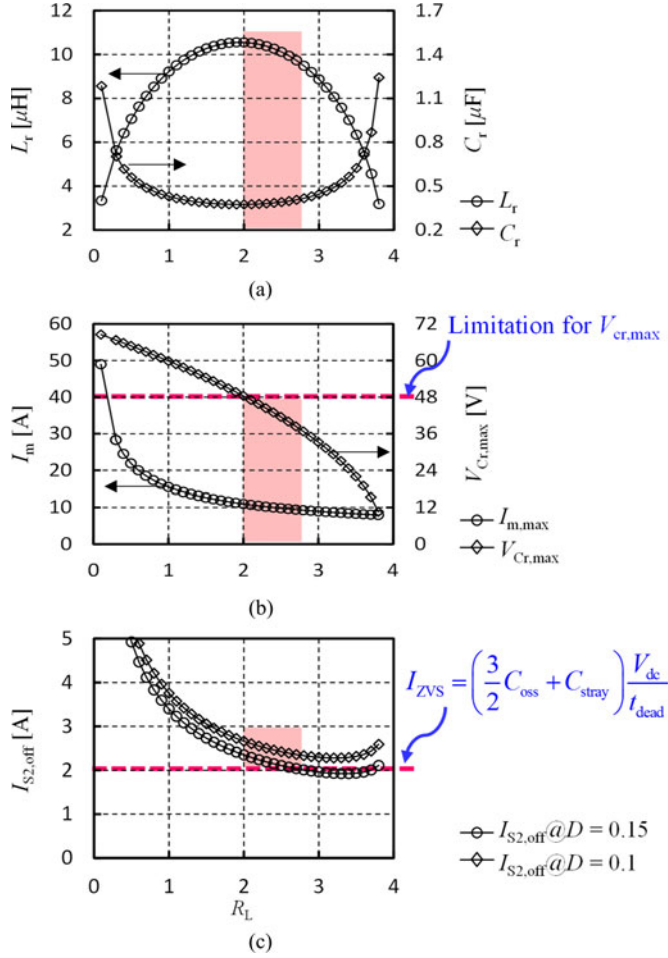 12
10
8
6
4
2
L_r [μH]
1.7
1.4
1.1
0.8
0.5
0.2
C_r [μF]
0 1 2 3 4
L_r
C_r
(a)
60
50
40
30
20
10
0
I_m [A]
72
60
48
36
24
12
0
V_Cr,max [V]
Limitation for V_cr,max
0 1 2 3 4
I_m,max
V_Cr,max
(b)
5
4
3
2
1
0
I_S2,off [A]
I_ZVS = (3/2 C_oss + C_stray) V_dc/t_dead
0 1 2 3 4
R_L
I_S2,off@D = 0.15
I_S2,off@D = 0.1
(c)